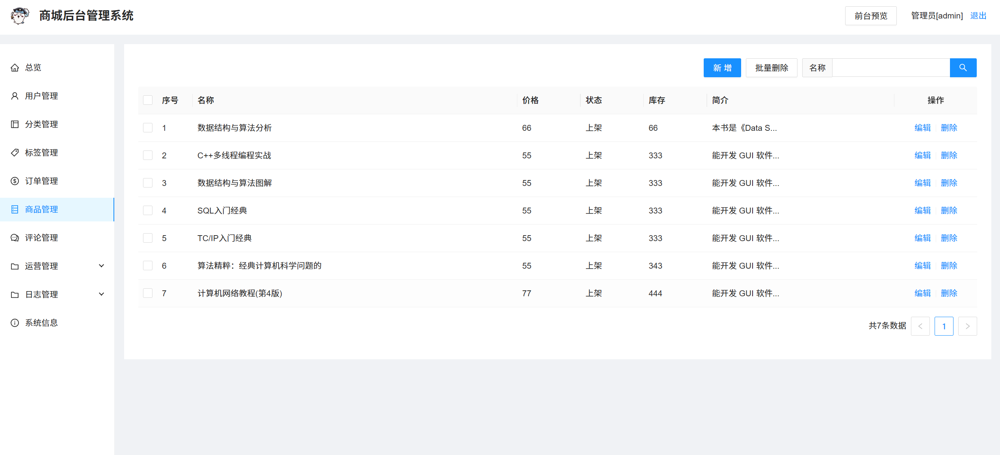 商城后台管理系统
前台预览 管理员[admin] 退出
总览
用户管理
分类管理
标签管理
订单管理
商品管理
评论管理
运营管理
日志管理
系统信息
新 增 批量删除 名称
序号 名称 价格 状态 库存 简介 操作
1 数据结构与算法分析 66 上架 66 本书是《Data S... 编辑 删除
2 C++多线程编程实战 55 上架 333 能开发 GUI 软件... 编辑 删除
3 数据结构与算法图解 55 上架 333 能开发 GUI 软件... 编辑 删除
4 SQL入门经典 55 上架 333 能开发 GUI 软件... 编辑 删除
5 TC/IP入门经典 55 上架 333 能开发 GUI 软件... 编辑 删除
6 算法精粹：经典计算机科学问题的 55 上架 343 能开发 GUI 软件... 编辑 删除
7 计算机网络教程(第4版) 77 上架 444 能开发 GUI 软件... 编辑 删除
共7条数据 < 1 >